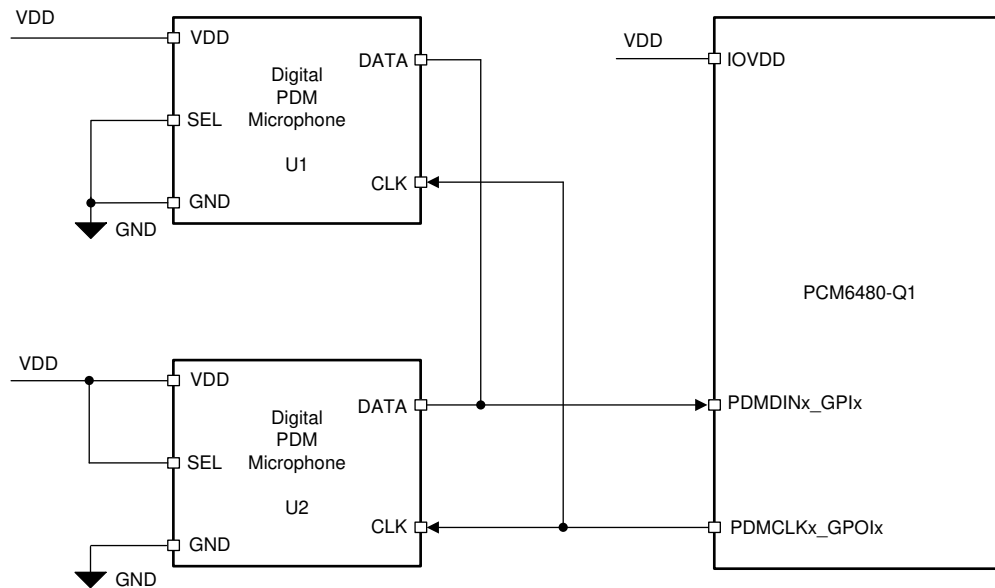 VDD
VDD
DATA
Digital
PDM
Microphone
SEL
U1
CLK
GND
GND
VDD
IOVDD
PCM6480-Q1
VDD
VDD
DATA
Digital
PDM
Microphone
SEL
U2
CLK
GND
GND
PDMDINx_GPIx
PDMCLKx_GPOIx